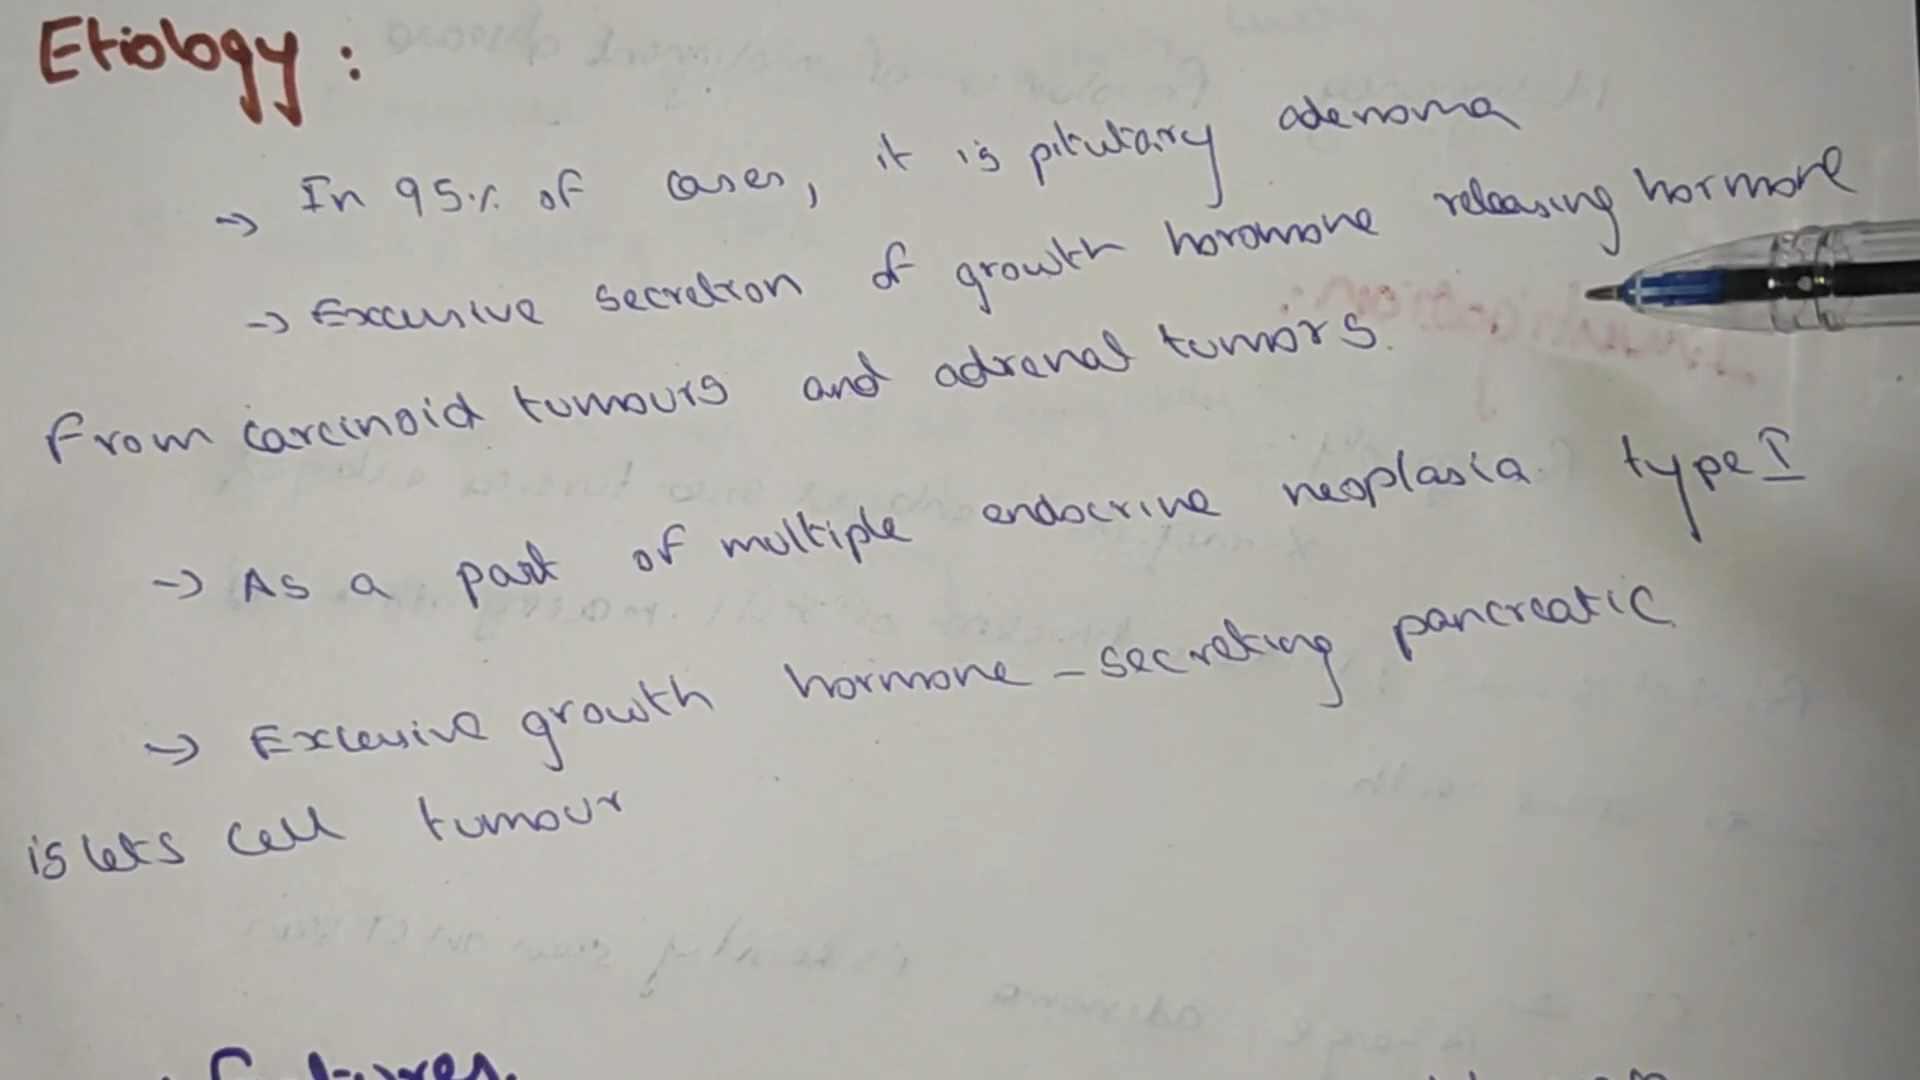 Etiology :
→ In 95% of cases, it is pitutairy adenoma
→ Excessive secretion of growth horomone releasing hormone
From carcinoid tumours and adrenal tumors.
→ As a part of multiple endocrine neoplasia type I
→ Excessive growth hormone - secreting pancreatic
islets cell tumour